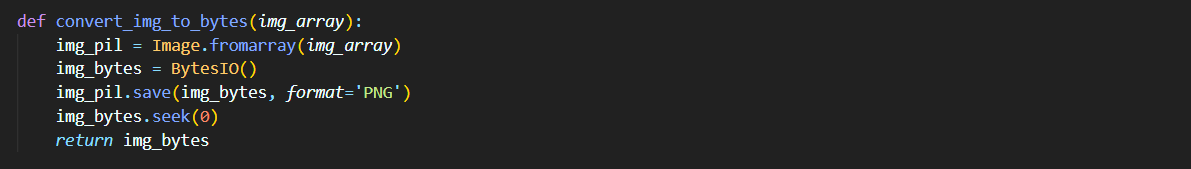 def convert_img_to_bytes(img_array):
    img_pil = Image.fromarray(img_array)
    img_bytes = BytesIO()
    img_pil.save(img_bytes, format='PNG')
    img_bytes.seek(0)
    return img_bytes